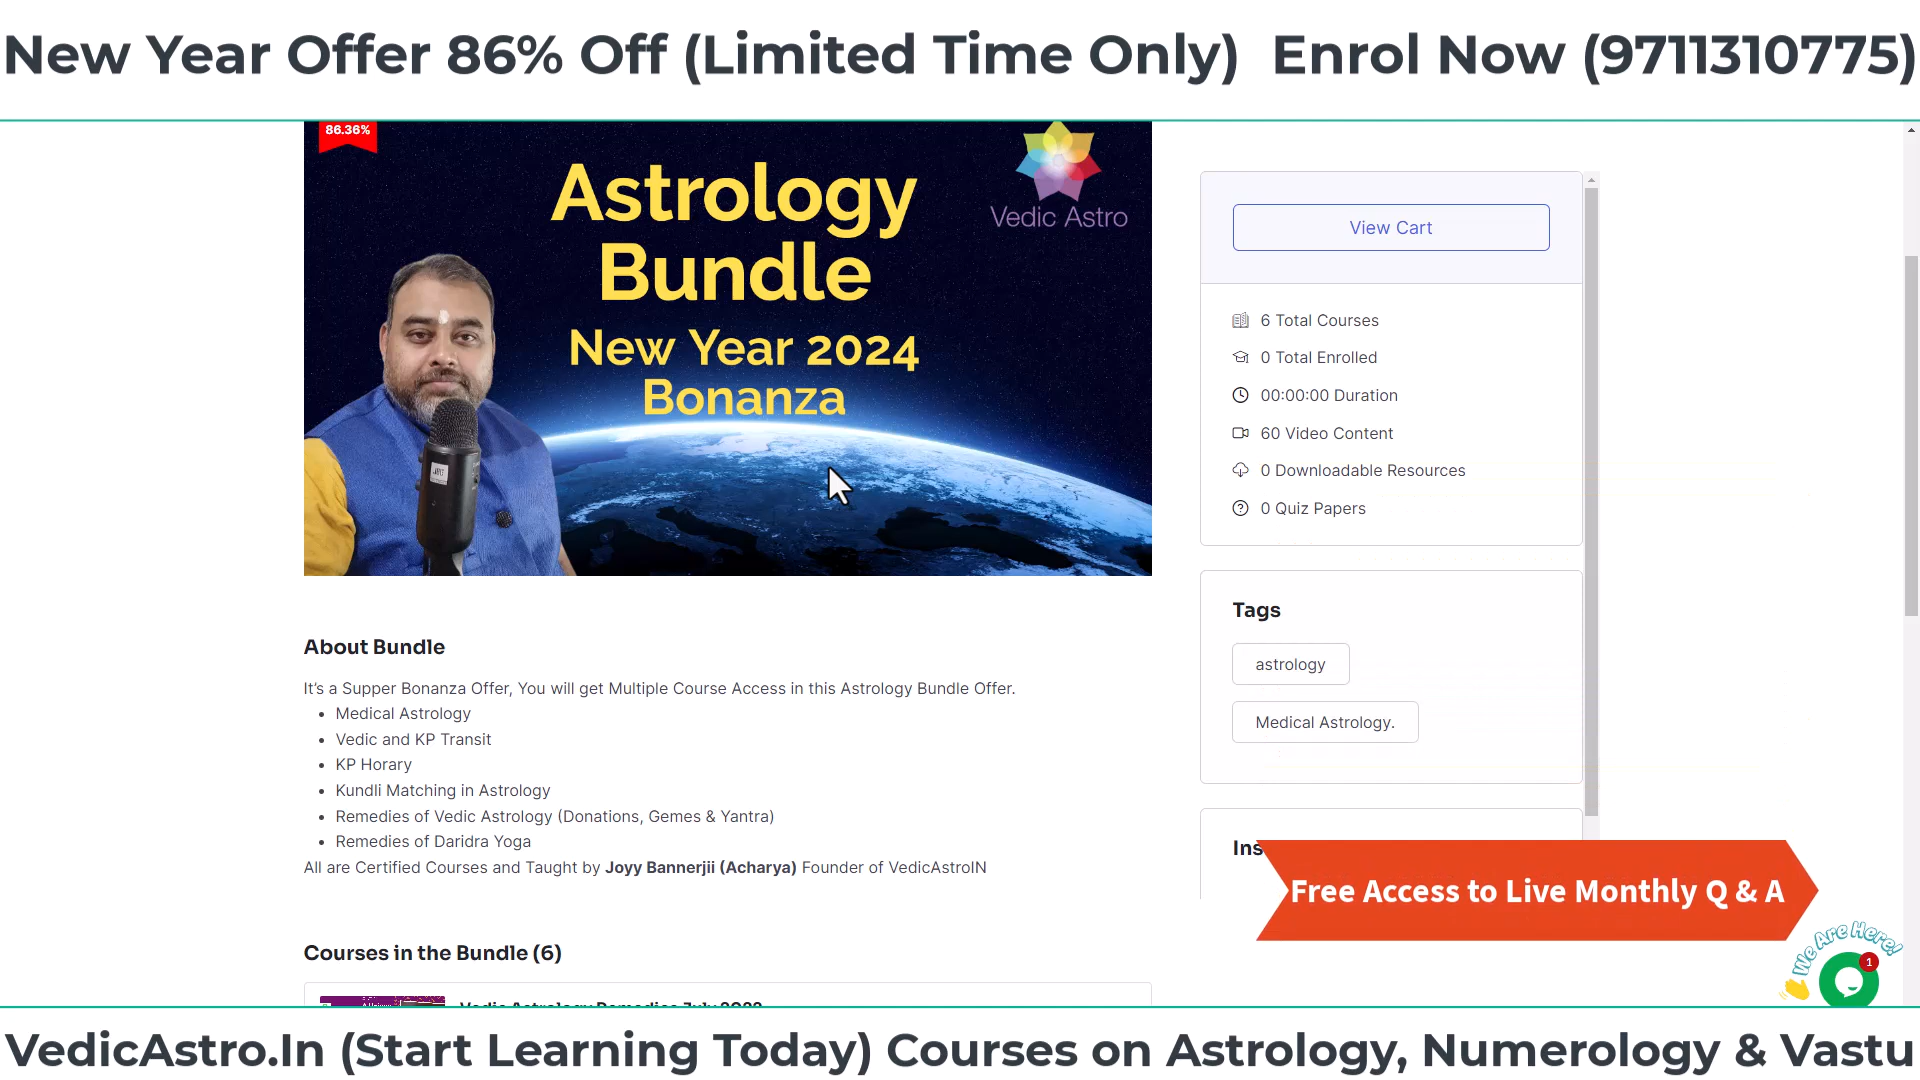 New Year Offer 86% Off (Limited Time Only) Enrol Now (9711310775)
86.36%
Astrology
Bundle
New Year 2024
Bonanza
Vedic Astro
View Cart
6 Total Courses
0 Total Enrolled
00:00:00 Duration
60 Video Content
0 Downloadable Resources
0 Quiz Papers
Tags
astrology
Medical Astrology.
Ins
About Bundle
It's a Supper Bonanza Offer, You will get Multiple Course Access in this Astrology Bundle Offer.
• Medical Astrology
• Vedic and KP Transit
• KP Horary
• Kundli Matching in Astrology
• Remedies of Vedic Astrology (Donations, Gemes & Yantra)
• Remedies of Daridra Yoga
All are Certified Courses and Taught by Joyy Bannerjii (Acharya) Founder of VedicAstroIN
Free Access to Live Monthly Q & A
Courses in the Bundle (6)
We Are Here!
1
Vedic Astrology Remedies July 2022
VedicAstro.In (Start Learning Today) Courses on Astrology, Numerology & Vastu